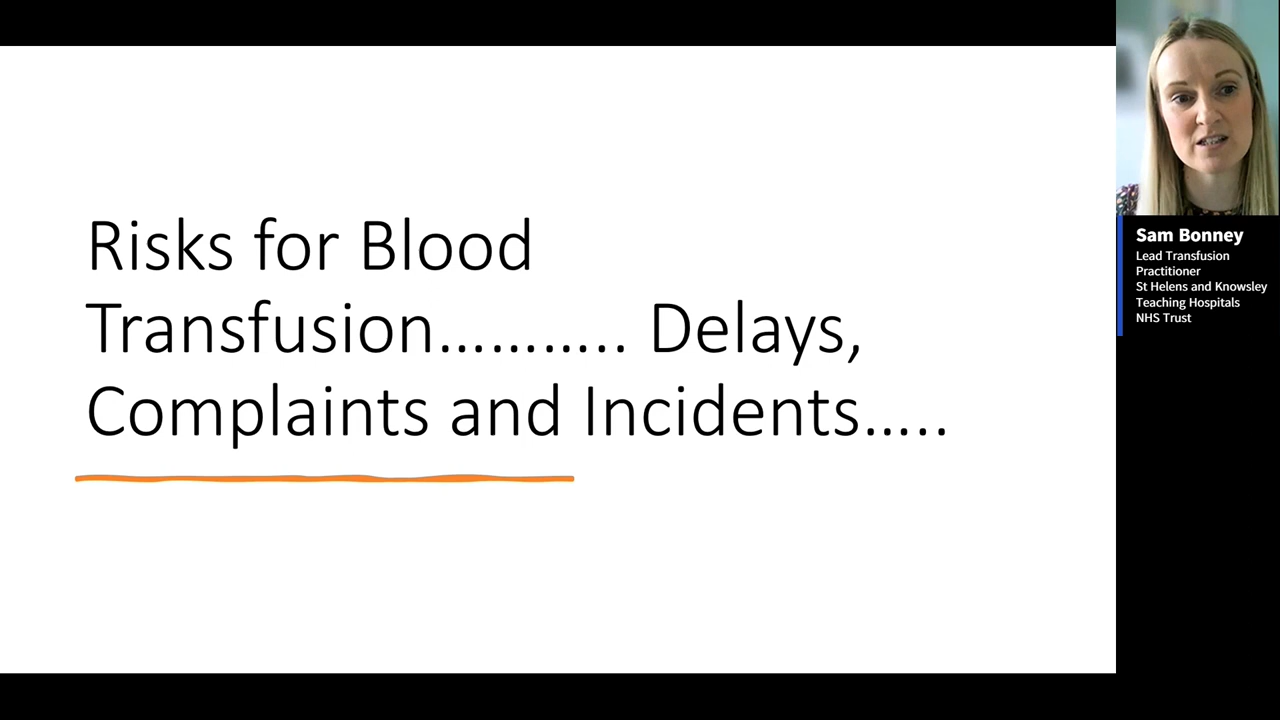 Risks for Blood
Transfusion……….. Delays,
Complaints and Incidents…..
Sam Bonney
Lead Transfusion
Practitioner
St Helens and Knowsley
Teaching Hospitals
NHS Trust